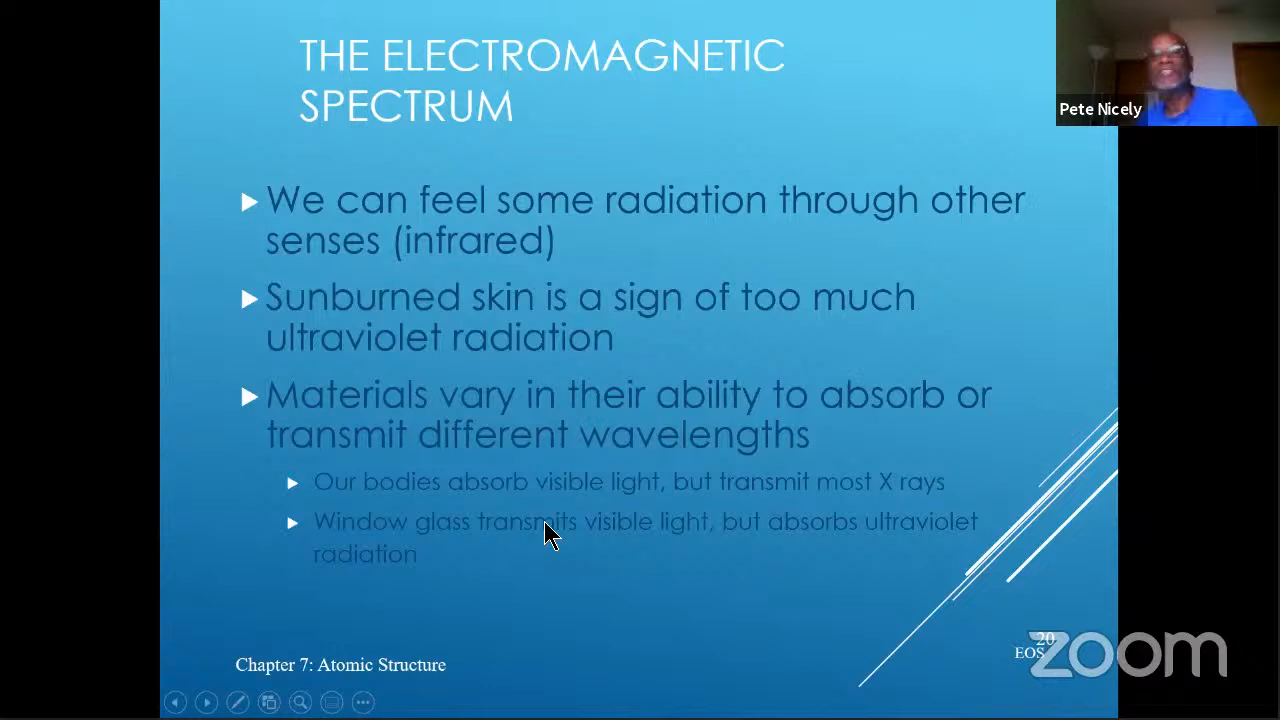 THE ELECTROMAGNETIC
SPECTRUM
Pete Nicely
We can feel some radiation through other
senses (infrared)
Sunburned skin is a sign of too much
ultraviolet radiation
Materials vary in their ability to absorb or
transmit different wavelengths
Our bodies absorb visible light, but transmit most X rays
Window glass transmits visible light, but absorbs ultraviolet
radiation
20
EOS
zoom
Chapter 7: Atomic Structure